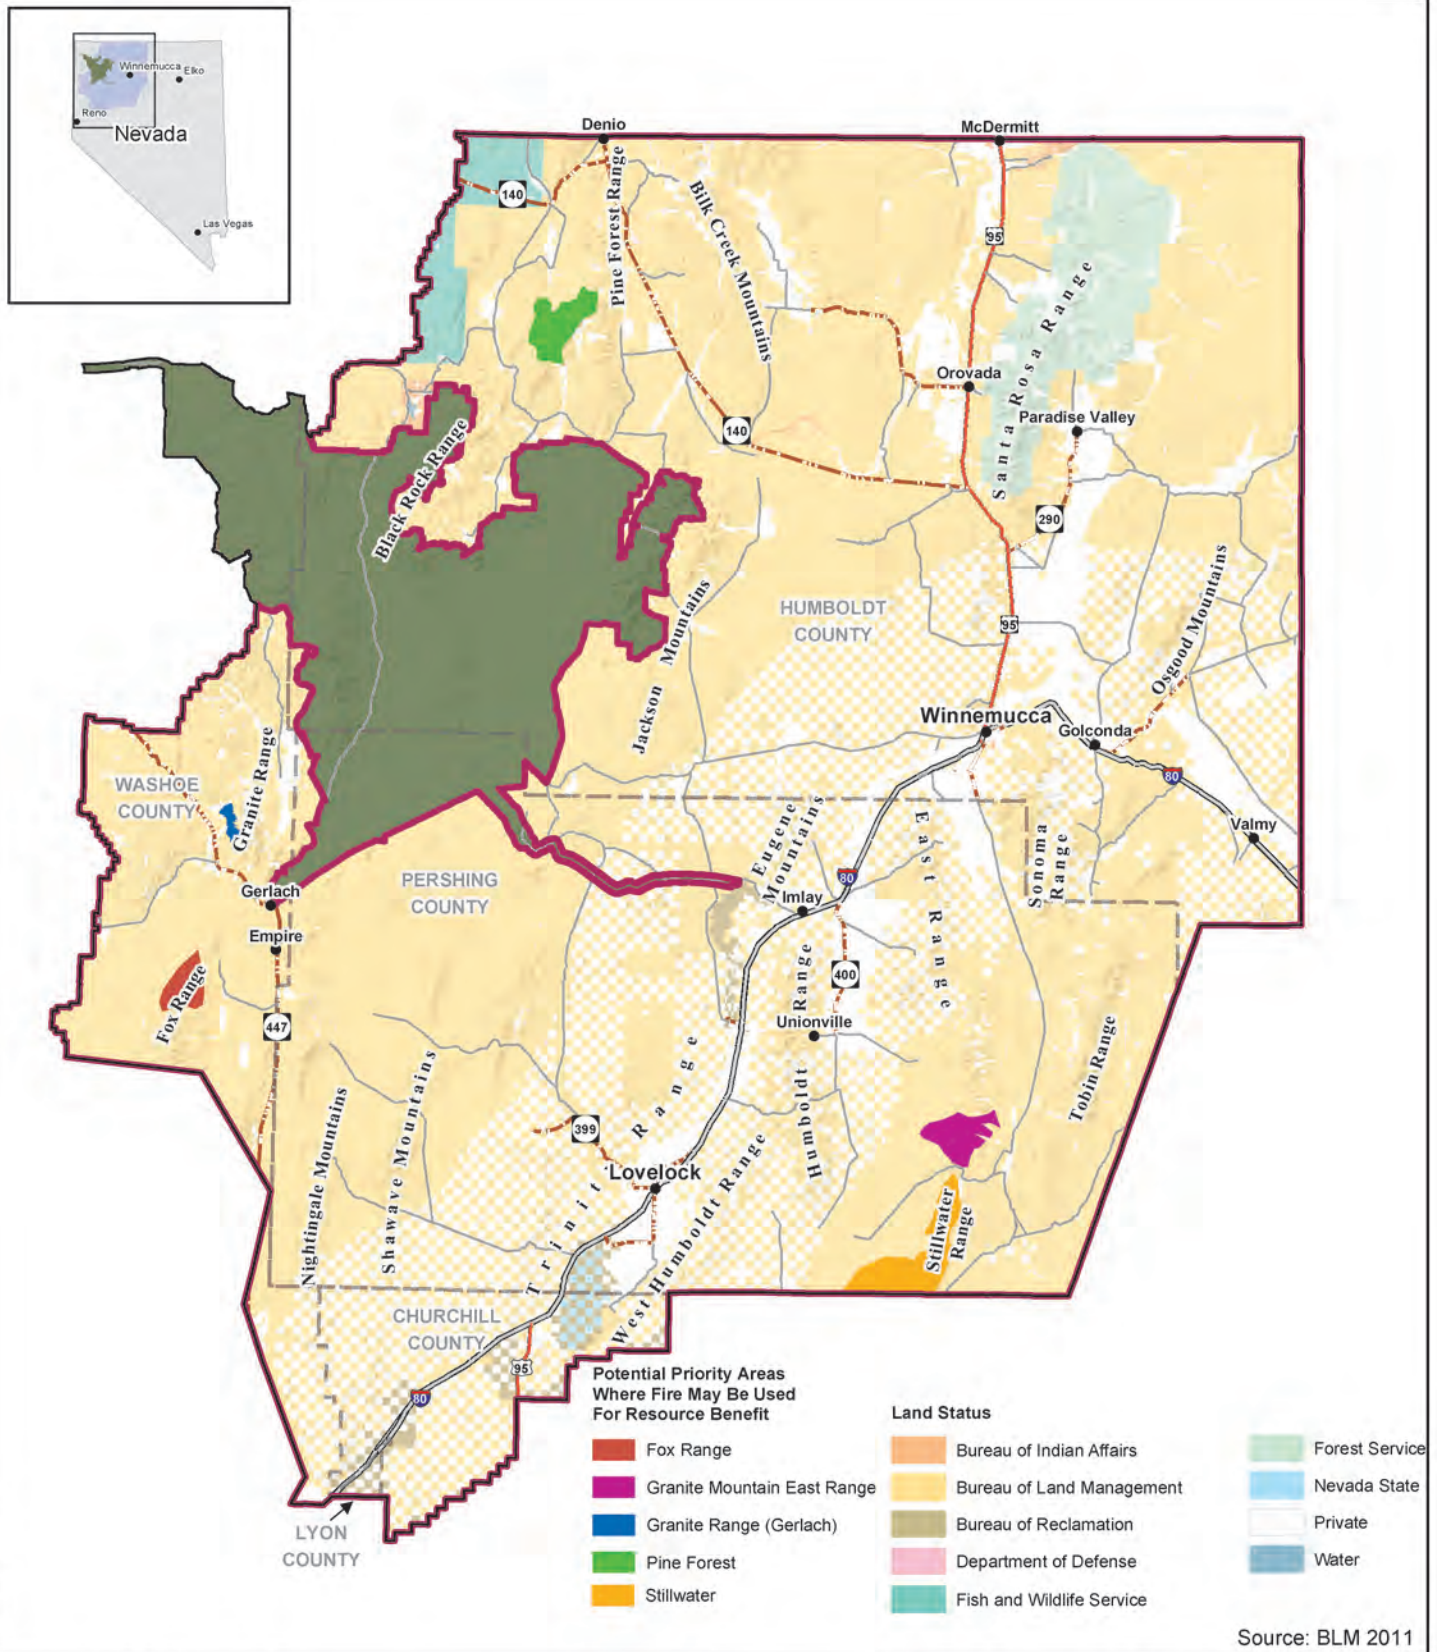 Winnemucca
Elko
Reno
Nevada
Las Vegas
Denio
McDermitt
140
Pine Forest Range
Bilk Creek Mountains
95
Santa Rosa Range
Orovada
Paradise Valley
140
Black Rock Range
290
HUMBOLDT
COUNTY
95
Jackson Mountains
Osgood Mountains
Winnemucca
Golconda
80
Valmy
WASHOE
COUNTY
Granite Range
Eugene
Mountains
East Range
Sonoma
Range
80
Imlay
PERSHING
COUNTY
Gerlach
Empire
Fox Range
447
400
Unionville
Humboldt Range
Tobin Range
Nightingale Mountains
Shawave Mountains
399
Lovelock
Trinity Range
West Humboldt Range
Stillwater
Range
CHURCHILL
COUNTY
95
80
LYON
COUNTY
Potential Priority Areas
Where Fire May Be Used
For Resource Benefit
Fox Range
Granite Mountain East Range
Granite Range (Gerlach)
Pine Forest
Stillwater
Land Status
Bureau of Indian Affairs
Bureau of Land Management
Bureau of Reclamation
Department of Defense
Fish and Wildlife Service
Forest Service
Nevada State
Private
Water
Source: BLM 2011